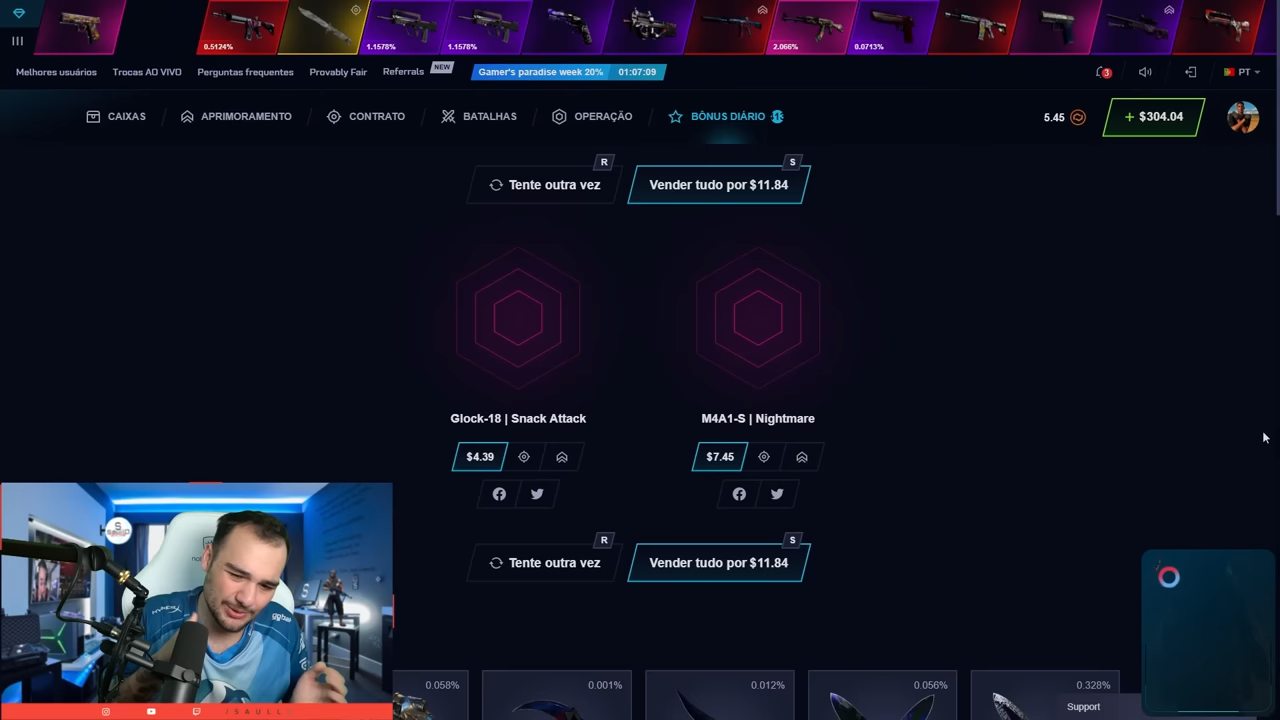 0.5124%
1.1578%
1.1578%
2.066%
0.0713%
Melhores usuários
Trocas AO VIVO
Perguntas frequentes
Provably Fair
Referrals
NEW
Gamer's paradise week 20%
01:07:09
3
PT
CAIXAS
APRIMORAMENTO
CONTRATO
BATALHAS
OPERAÇÃO
BÔNUS DIÁRIO
5.45
+ $304.04
R
Tente outra vez
S
Vender tudo por $11.84
Glock-18 | Snack Attack
M4A1-S | Nightmare
$4.39
$7.45
R
Tente outra vez
S
Vender tudo por $11.84
0.058%
0.001%
0.012%
0.056%
0.328%
Support